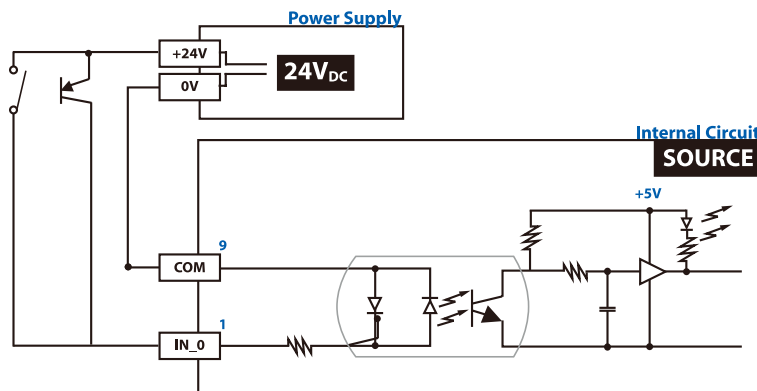 Power Supply
+24V
24VDC
0V
Internal Circuit
SOURCE
+5V
9
COM
1
IN_0